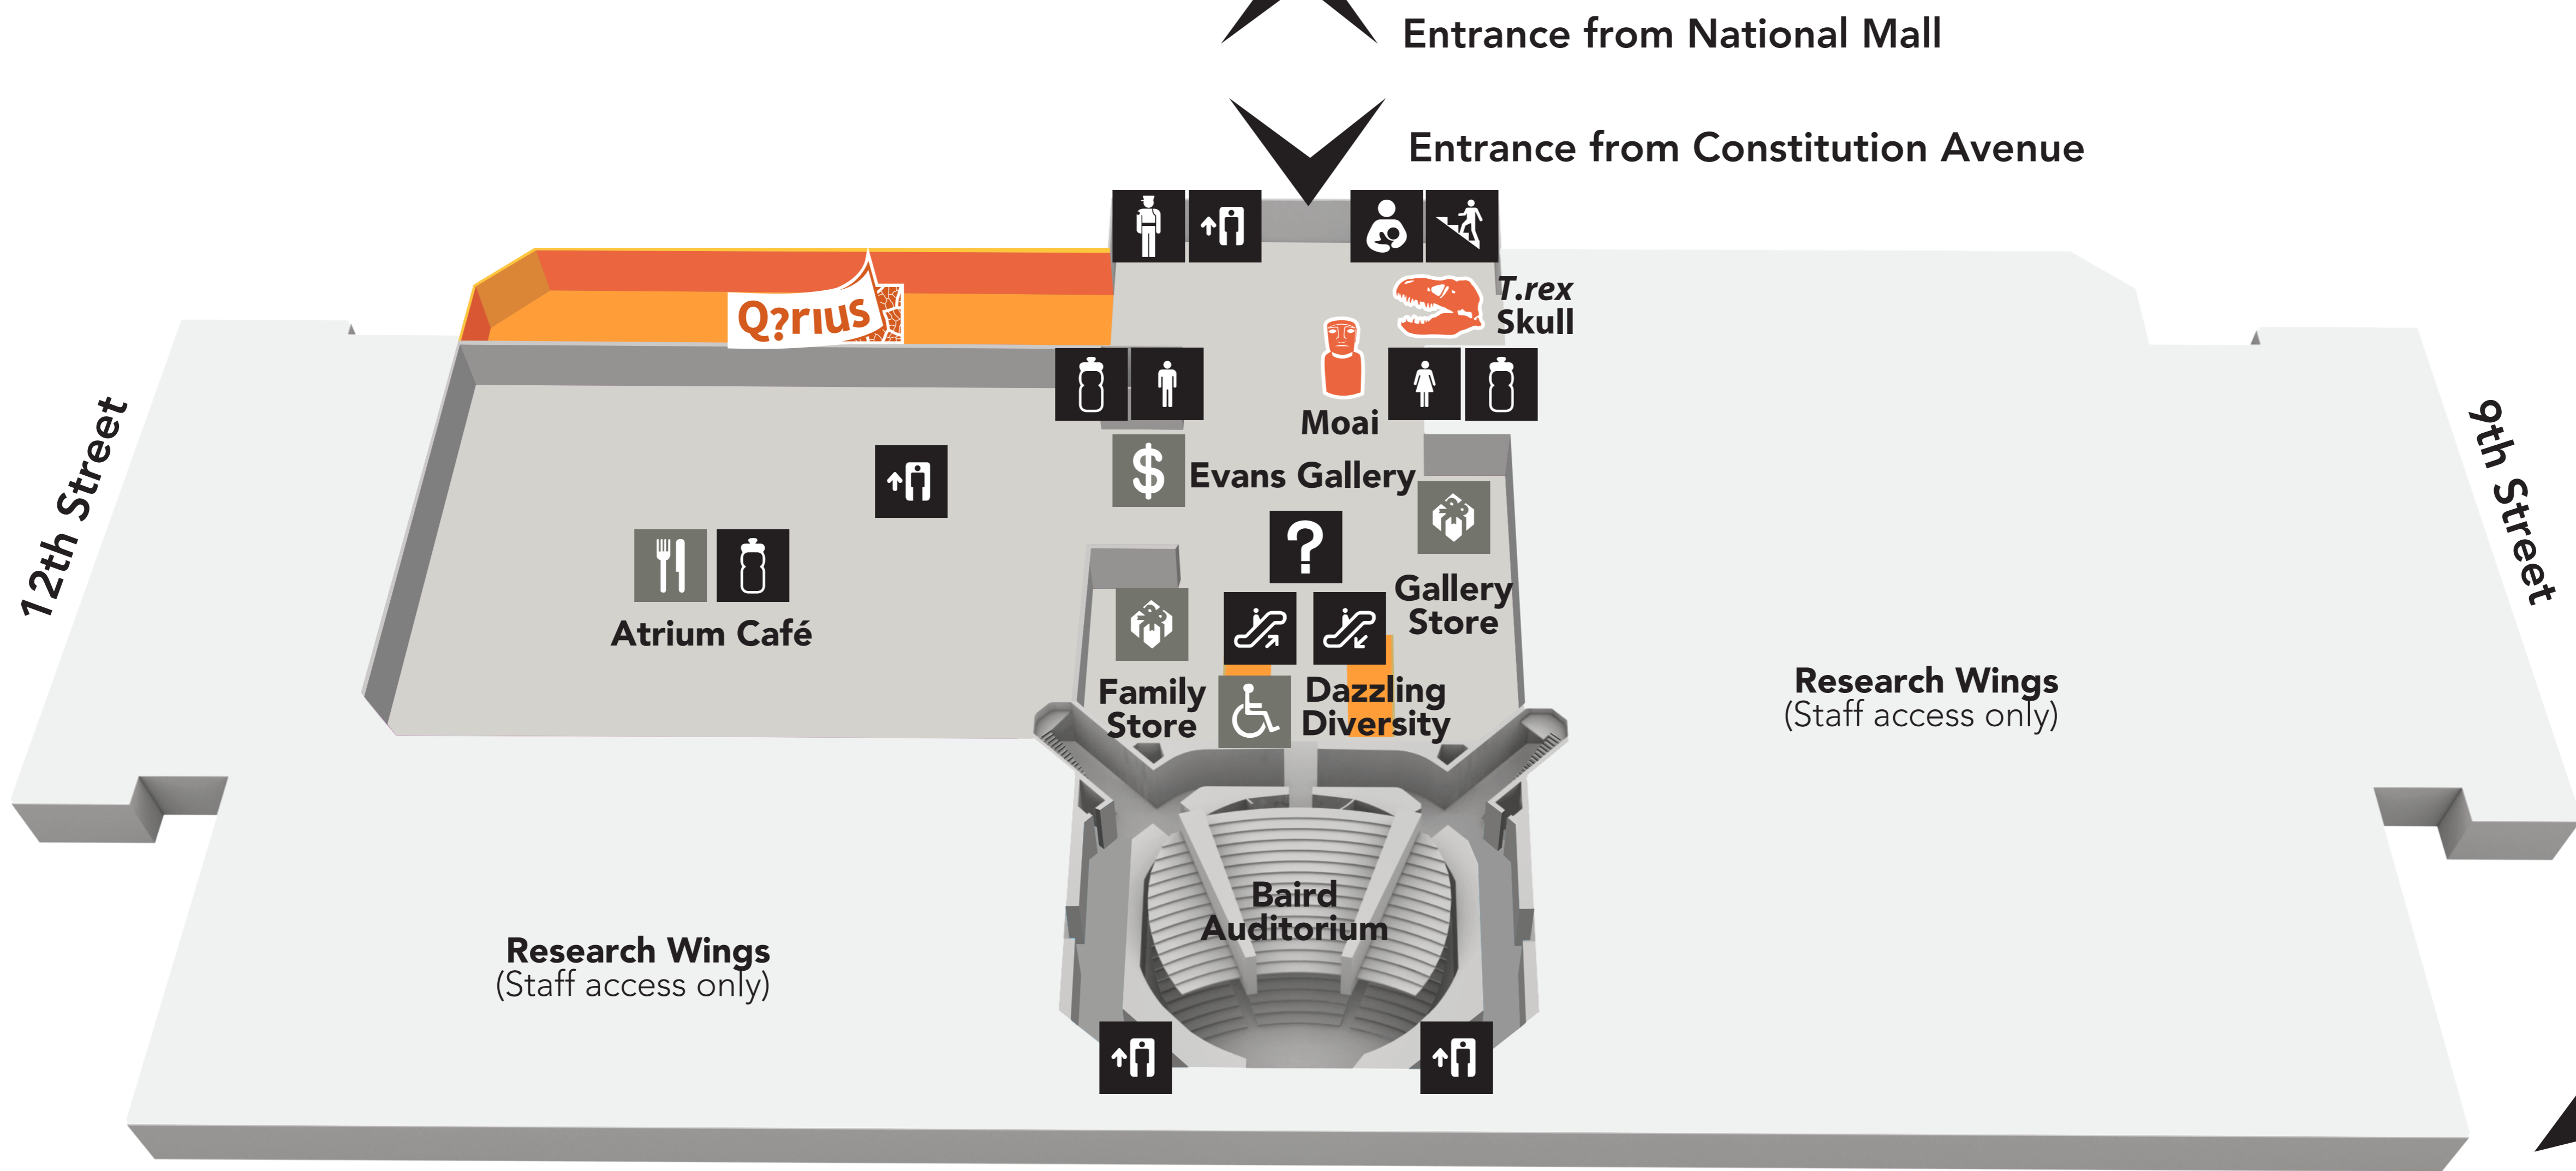 Entrance from National Mall
Entrance from Constitution Avenue
Q?rius
T.rex
Skull
Moai
12th Street
9th Street
$
Evans Gallery
?
Gallery
Store
Atrium Café
Family
Store
Dazzling
Diversity
Research Wings
(Staff access only)
Baird
Auditorium
Research Wings
(Staff access only)